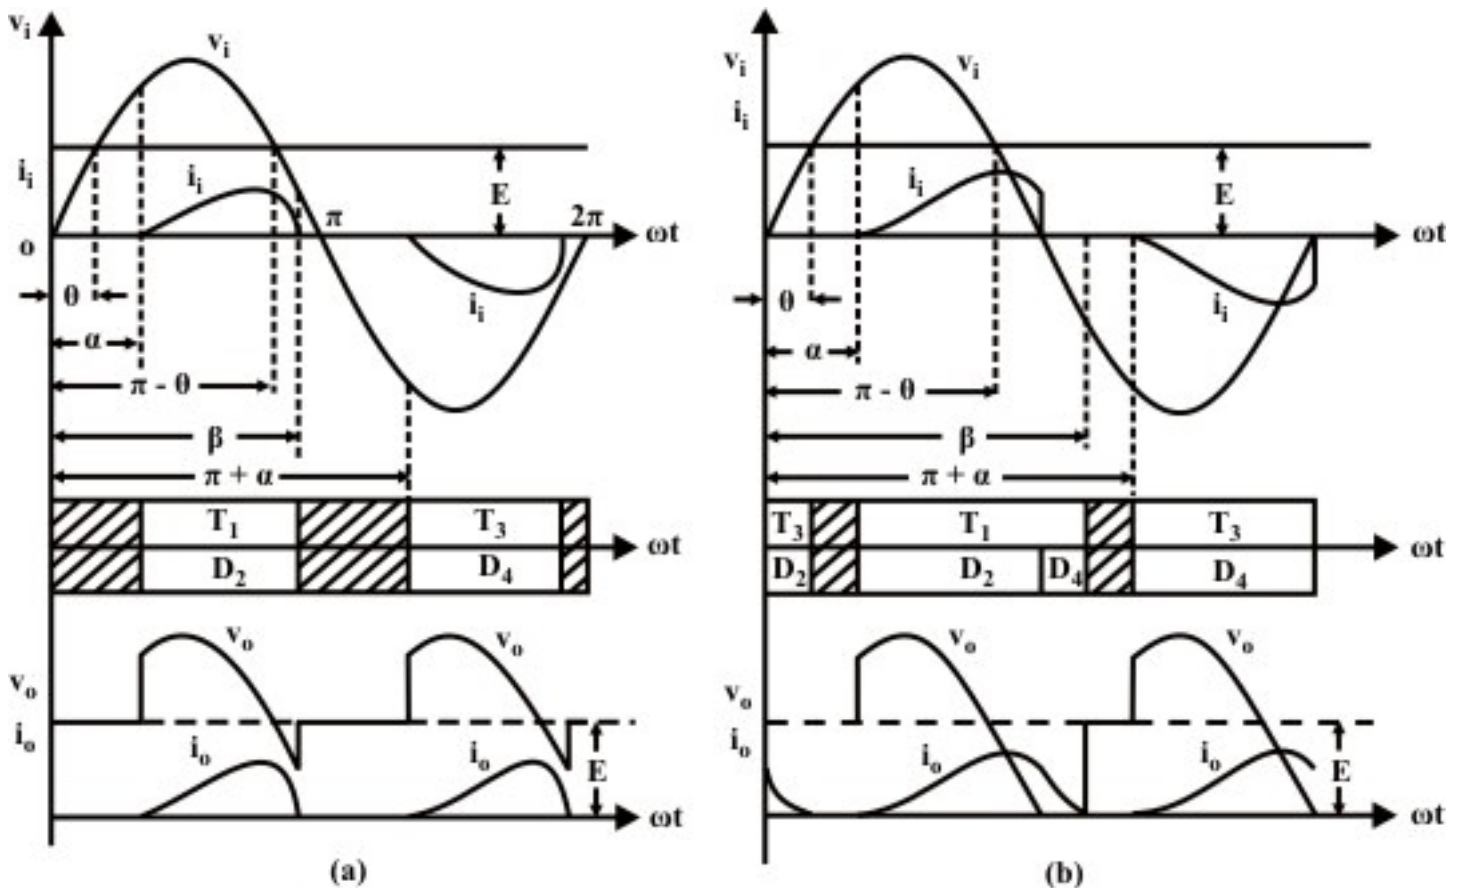 vi
vi
E
ii
ii
π
2π
ωt
o
θ
ii
α
π - θ
β
π + α
T1
T3
ωt
D2
D4
vo
vo
vo
io
io
io
E
ωt
(a)
vi
vi
ii
ii
E
ωt
θ
ii
α
π - θ
β
π + α
T3
T1
T3
ωt
D2
D2
D4
D4
vo
vo
vo
io
io
io
E
ωt
(b)